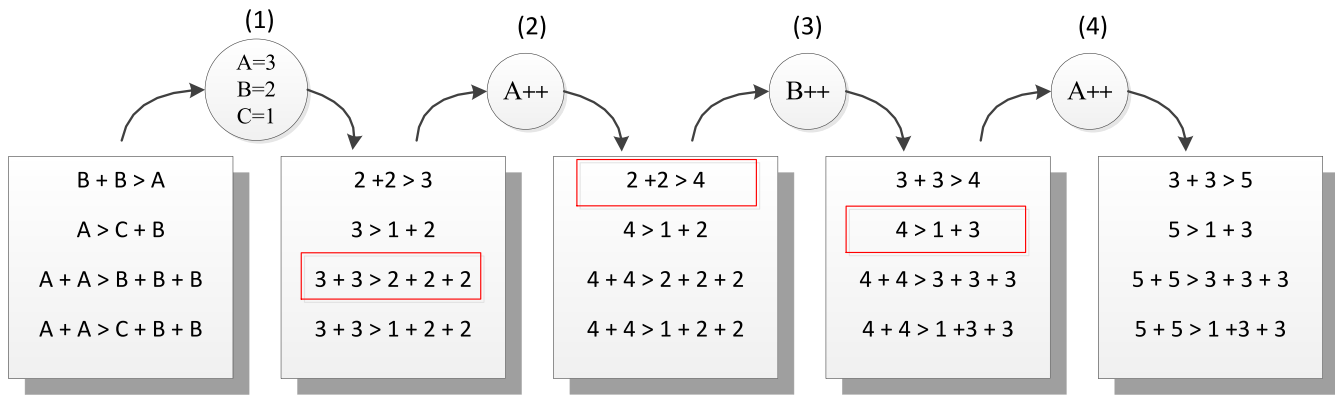 (1)
A=3
B=2
C=1
(2)
A++
(3)
B++
(4)
A++
B + B > A
A > C + B
A + A > B + B + B
A + A > C + B + B
2 +2 > 3
3 > 1 + 2
3 + 3 > 2 + 2 + 2
3 + 3 > 1 + 2 + 2
2 +2 > 4
4 > 1 + 2
4 + 4 > 2 + 2 + 2
4 + 4 > 1 + 2 + 2
3 + 3 > 4
4 > 1 + 3
4 + 4 > 3 + 3 + 3
4 + 4 > 1 +3 + 3
3 + 3 > 5
5 > 1 + 3
5 + 5 > 3 + 3 + 3
5 + 5 > 1 +3 + 3